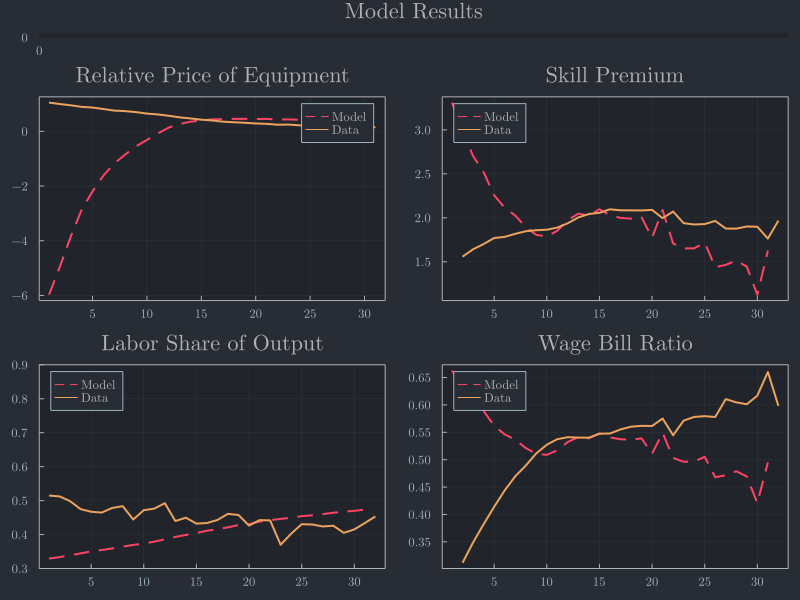 Model Results
0
0
Relative Price of Equipment
Skill Premium
Model
Data
0
−2
−4
−6
5 10 15 20 25 30
Model
Data
3.0
2.5
2.0
1.5
5 10 15 20 25 30
Labor Share of Output
Wage Bill Ratio
Model
Data
0.9
0.8
0.7
0.6
0.5
0.4
0.3
5 10 15 20 25 30
Model
Data
0.65
0.60
0.55
0.50
0.45
0.40
0.35
5 10 15 20 25 30